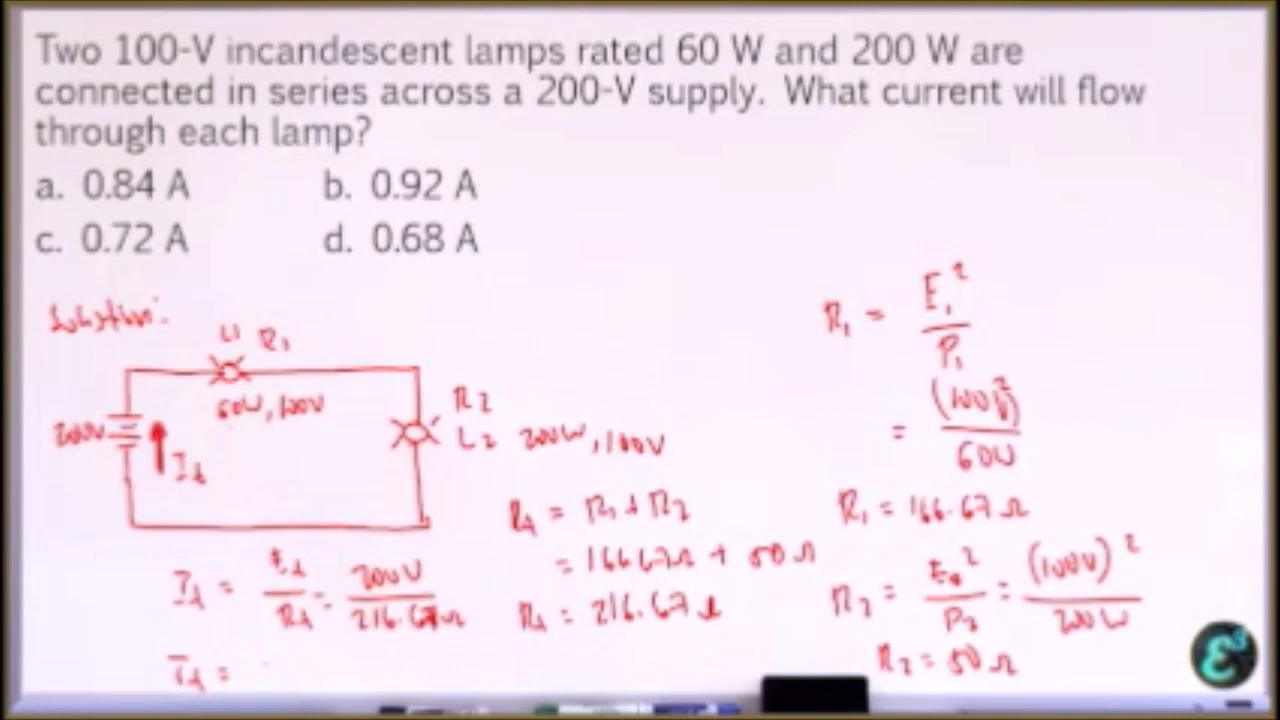 Two 100-V incandescent lamps rated 60 W and 200 W are
connected in series across a 200-V supply. What current will flow
through each lamp?
a. 0.84 A b. 0.92 A
c. 0.72 A d. 0.68 A
Solution:
L1 R1
60W, 100V
200V
It
R2
L2 200W, 100V
Rt = R1 + R2
= 166.67Ω + 50 Ω
Rt = 216.67 Ω
It = Et/Rt = 200V/216.67Ω
It =
R1 = E1²/P1
= (100V)²/60W
R1 = 166.67 Ω
R2 = E2²/P2 = (100V)²/200W
R2 = 50 Ω